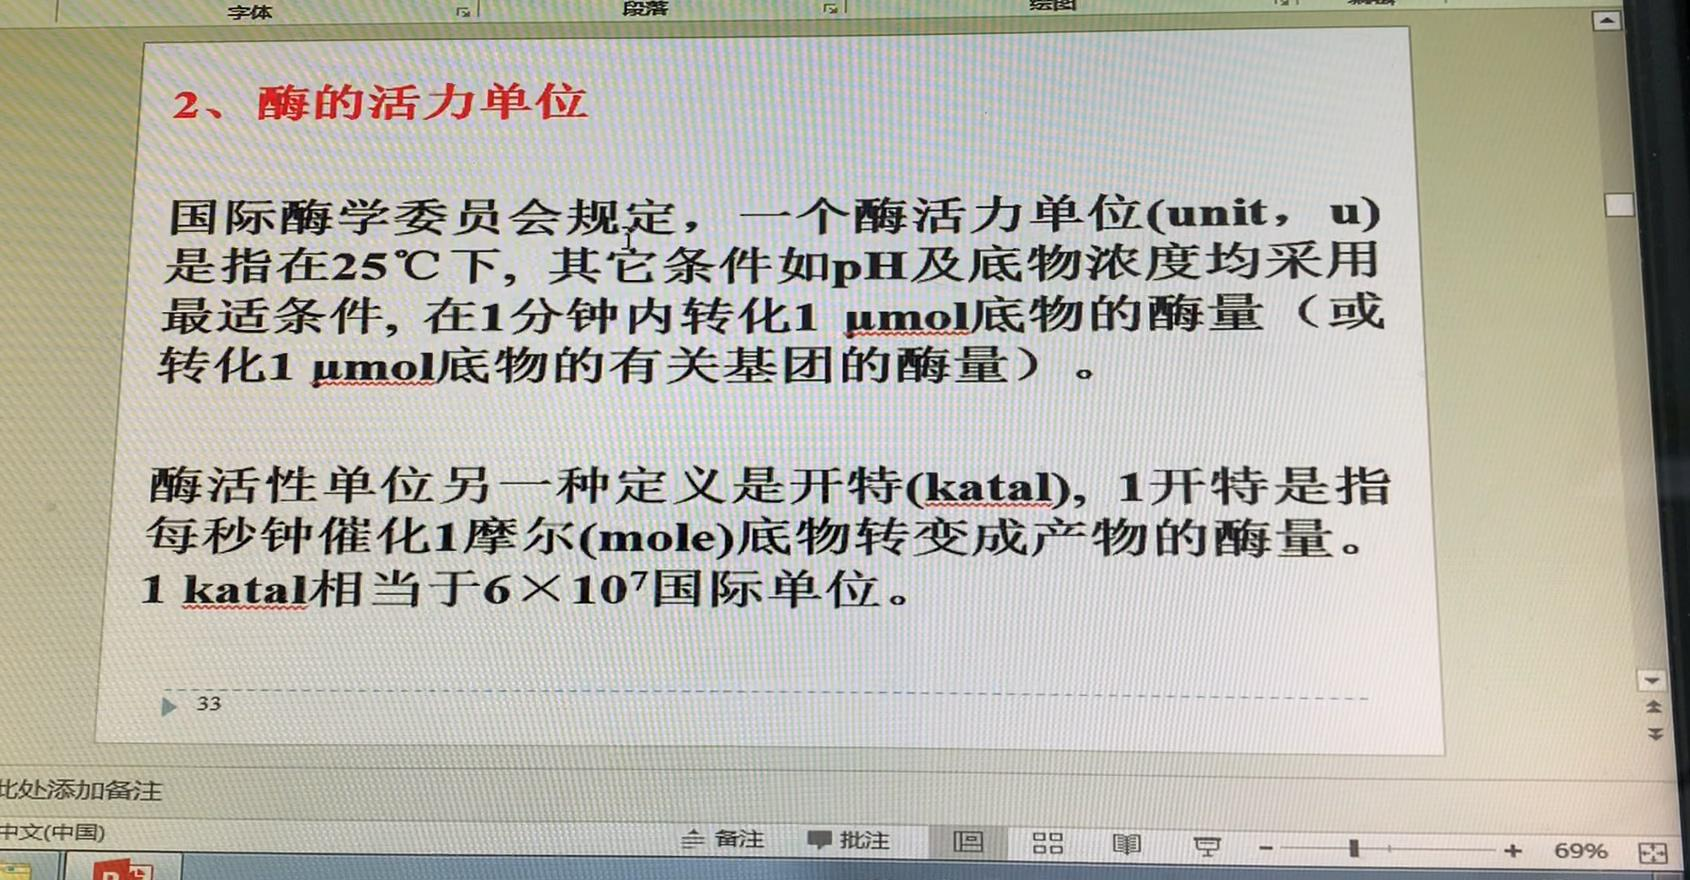 字体
段落
绘图
2、酶的活力单位
国际酶学委员会规定，一个酶活力单位(unit，u)
是指在25℃下, 其它条件如pH及底物浓度均采用
最适条件, 在1分钟内转化1 μmol底物的酶量（或
转化1 μmol底物的有关基团的酶量）。
酶活性单位另一种定义是开特(katal), 1开特是指
每秒钟催化1摩尔(mole)底物转变成产物的酶量。
1 katal相当于6×10⁷国际单位。
33
此处添加备注
中文(中国)
备注
批注
69%